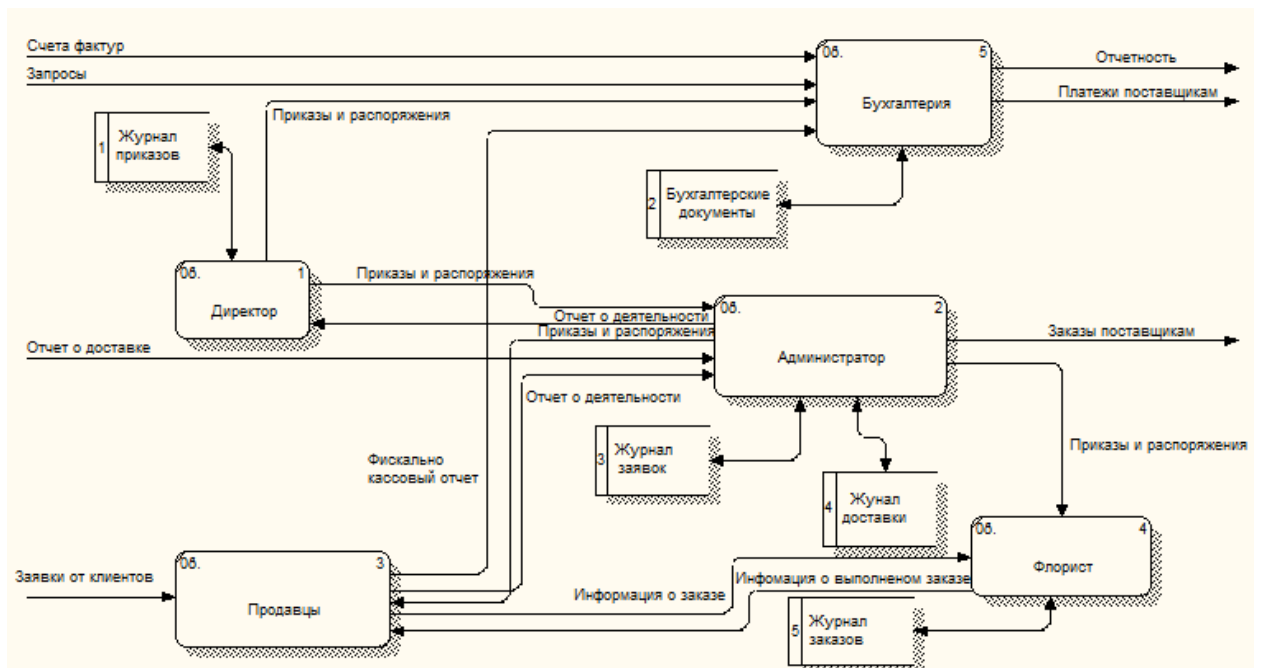 Счета фактур
0б. 5
Отчетность
Запросы
Бухгалтерия
Платежи поставщикам
Приказы и распоряжения
1
Журнал
приказов
2
Бухгалтерские
документы
0б. 1
Директор
Приказы и распоряжения
0б. 2
Администратор
Отчет о деятельности
Приказы и распоряжения
Заказы поставщикам
Отчет о доставке
Отчет о деятельности
3
Журнал
заявок
Приказы и распоряжения
Фискально
кассовый отчет
4
Жунал
доставки
0б. 4
Флорист
0б. 3
Продавцы
Заявки от клиентов
Информация о заказе
Инфомация о выполненом заказе
5
Журнал
заказов